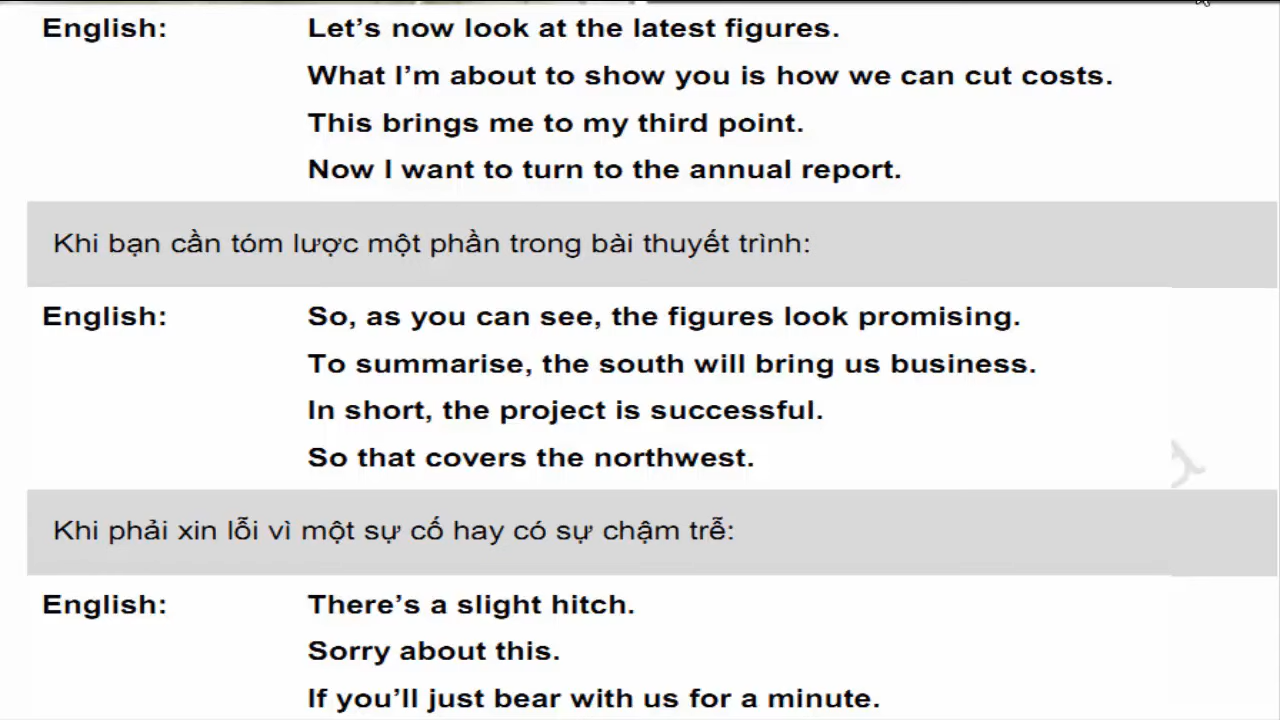 English: Let's now look at the latest figures.
What I'm about to show you is how we can cut costs.
This brings me to my third point.
Now I want to turn to the annual report.
Khi bạn cần tóm lược một phần trong bài thuyết trình:
English: So, as you can see, the figures look promising.
To summarise, the south will bring us business.
In short, the project is successful.
So that covers the northwest.
Khi phải xin lỗi vì một sự cố hay có sự chậm trễ:
English: There's a slight hitch.
Sorry about this.
If you'll just bear with us for a minute.